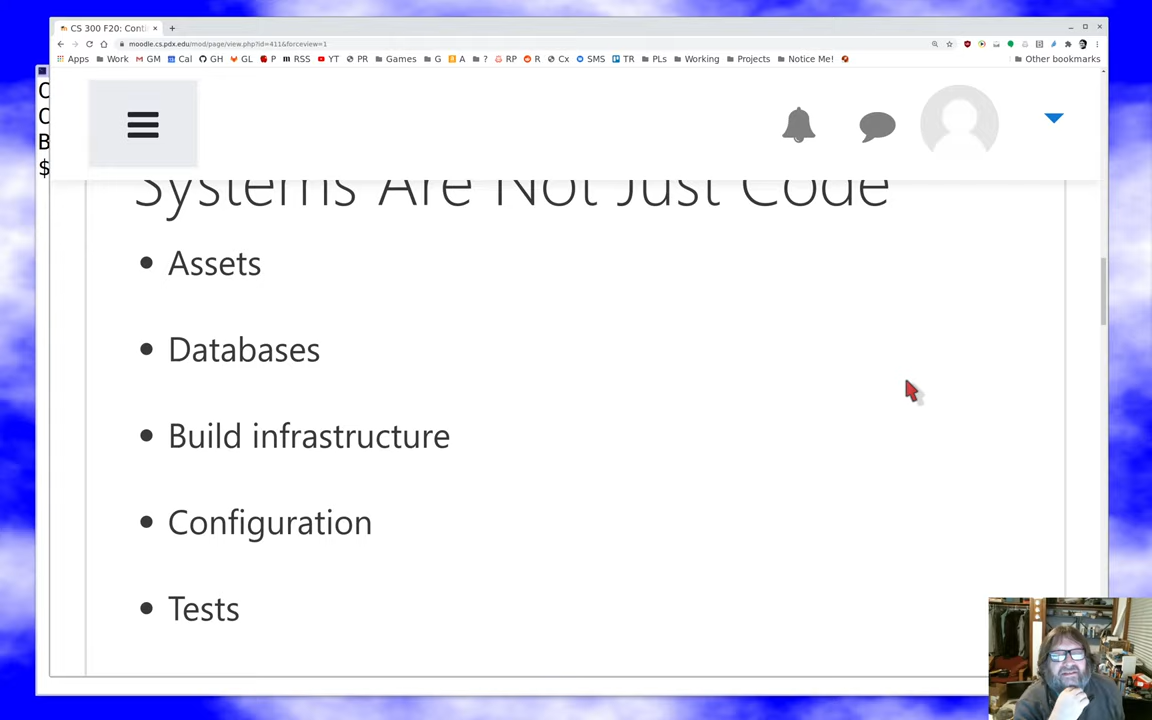 CS 300 F20: Conti
moodle.cs.pdx.edu/mod/page/view.php?id=411&forceview=1
Apps Work GM Cal GH GL P RSS YT PR Games G A ? RP R Cx SMS TR PLs Working Projects Notice Me! Other bookmarks
C
C
B
$
Systems Are Not Just Code
• Assets
• Databases
• Build infrastructure
• Configuration
• Tests